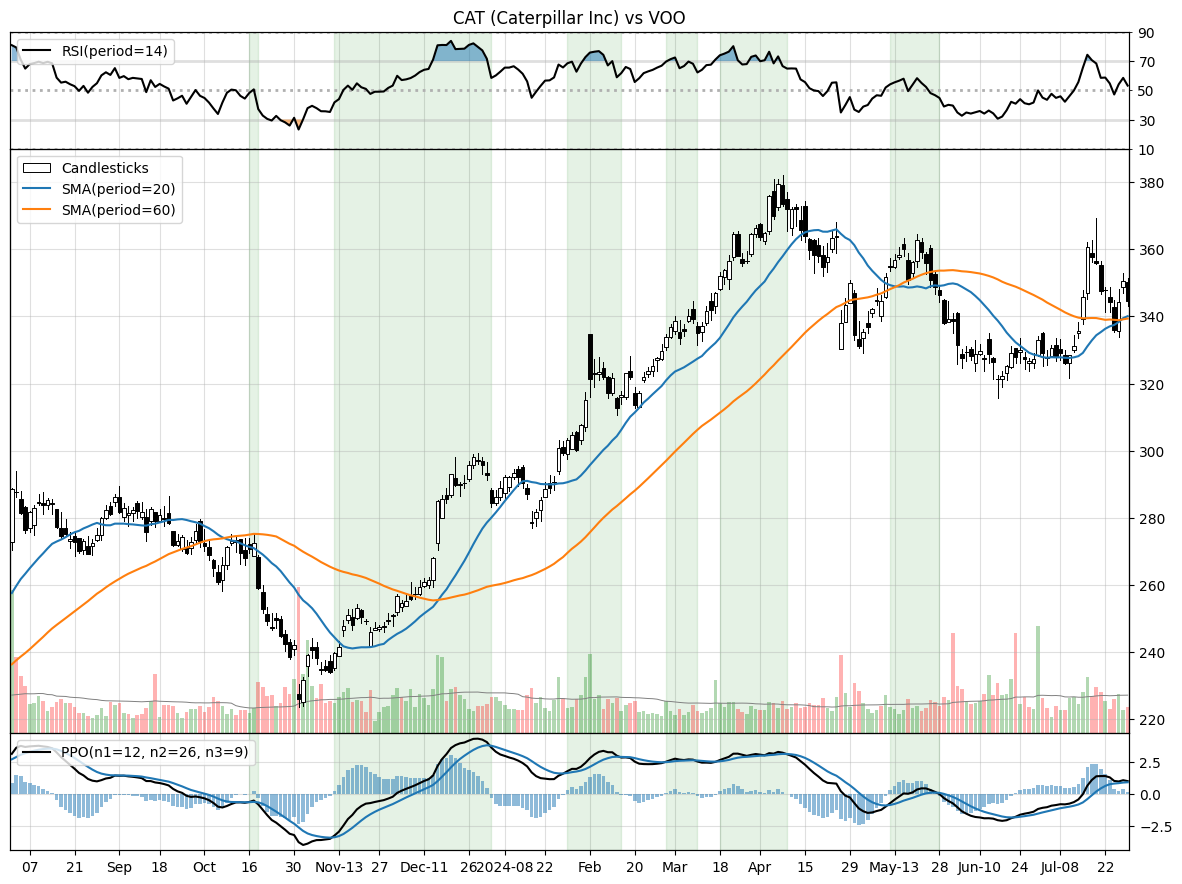 CAT (Caterpillar Inc) vs VOO
RSI(period=14)
90
70
50
30
10
Candlesticks
SMA(period=20)
SMA(period=60)
380
360
340
320
300
280
260
240
220
PPO(n1=12, n2=26, n3=9)
2.5
0.0
−2.5
07 21 Sep 18 Oct 16 30 Nov-13 27 Dec-11 26 2024-08 22 Feb 20 Mar 18 Apr 15 29 May-13 28 Jun-10 24 Jul-08 22